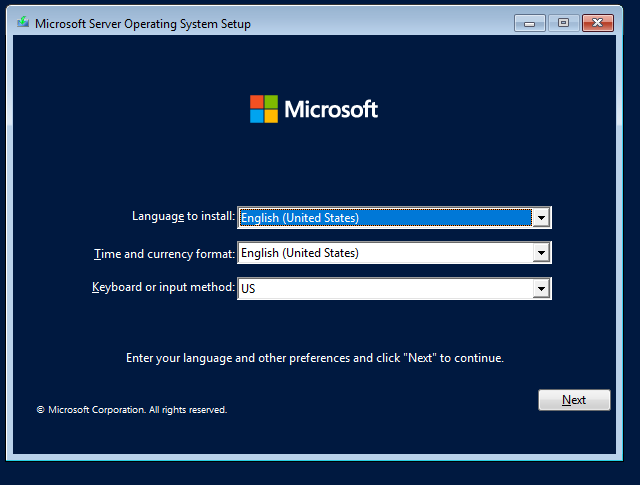 Microsoft Server Operating System Setup
Microsoft
Language to install: English (United States)
Time and currency format: English (United States)
Keyboard or input method: US
Enter your language and other preferences and click "Next" to continue.
Next
© Microsoft Corporation. All rights reserved.